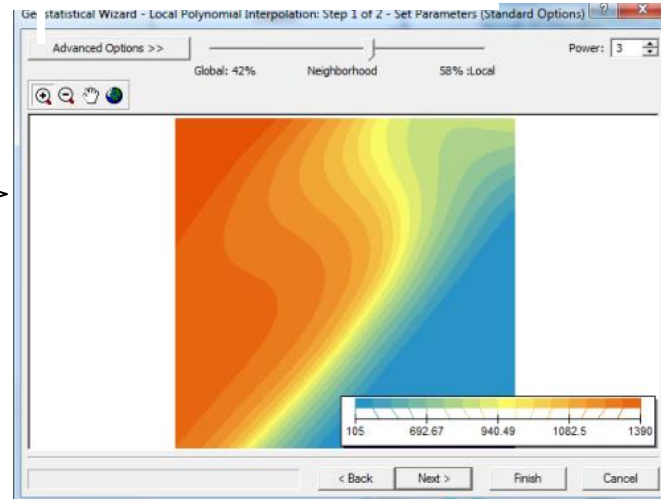 Geostatistical Wizard - Local Polynomial Interpolation: Step 1 of 2 - Set Parameters (Standard Options)
Advanced Options >>
Power: 3
Global: 42% Neighborhood 58% :Local
105 692.67 940.49 1082.5 1390
< Back Next > Finish Cancel